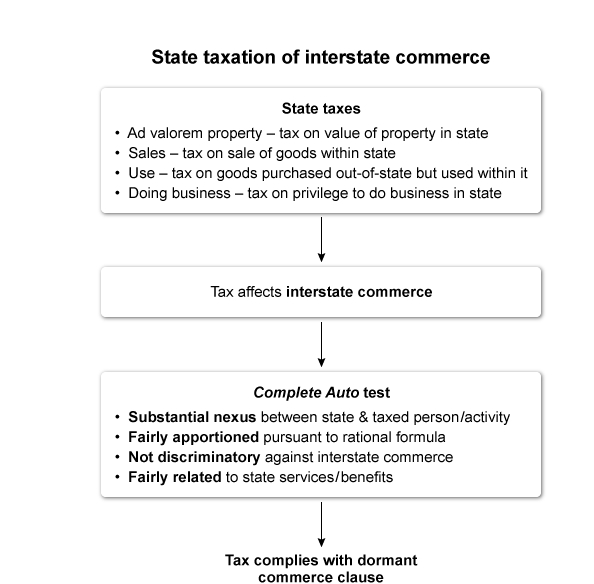 State taxation of interstate commerce
State taxes
• Ad valorem property – tax on value of property in state
• Sales – tax on sale of goods within state
• Use – tax on goods purchased out-of-state but used within it
• Doing business – tax on privilege to do business in state
Tax affects interstate commerce
Complete Auto test
• Substantial nexus between state & taxed person/activity
• Fairly apportioned pursuant to rational formula
• Not discriminatory against interstate commerce
• Fairly related to state services/benefits
Tax complies with dormant
commerce clause